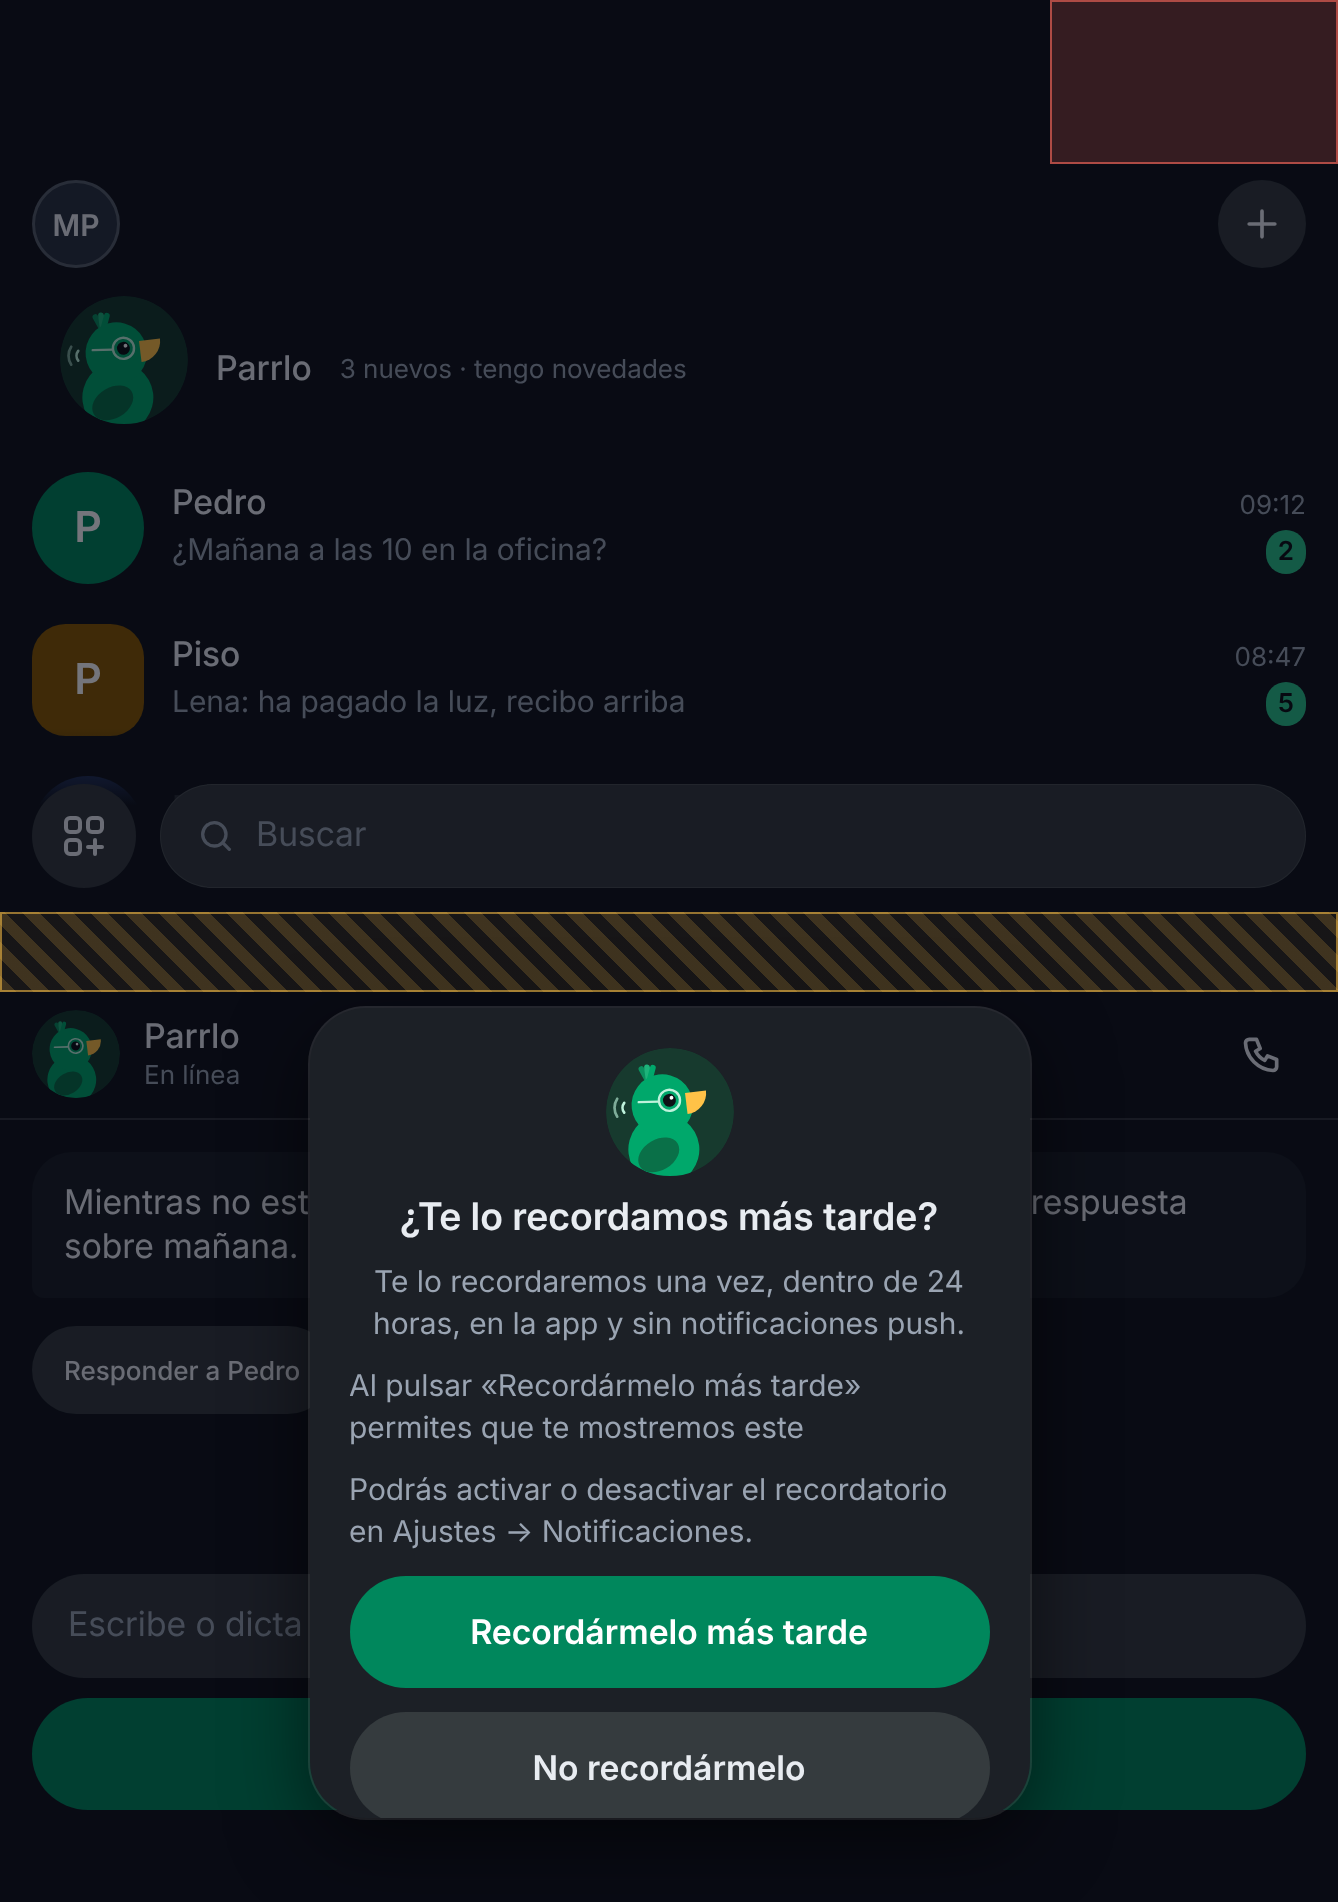 MP
Parrlo 3 nuevos · tengo novedades
P
Pedro
09:12
¿Mañana a las 10 en la oficina?
2
P
Piso
08:47
Lena: ha pagado la luz, recibo arriba
5
Buscar
Parrlo
En línea
Mientras no est
respuesta
sobre mañana.
Responder a Pedro
Escribe o dicta
¿Te lo recordamos más tarde?
Te lo recordaremos una vez, dentro de 24
horas, en la app y sin notificaciones push.
Al pulsar «Recordármelo más tarde»
permites que te mostremos este
Podrás activar o desactivar el recordatorio
en Ajustes → Notificaciones.
Recordármelo más tarde
No recordármelo